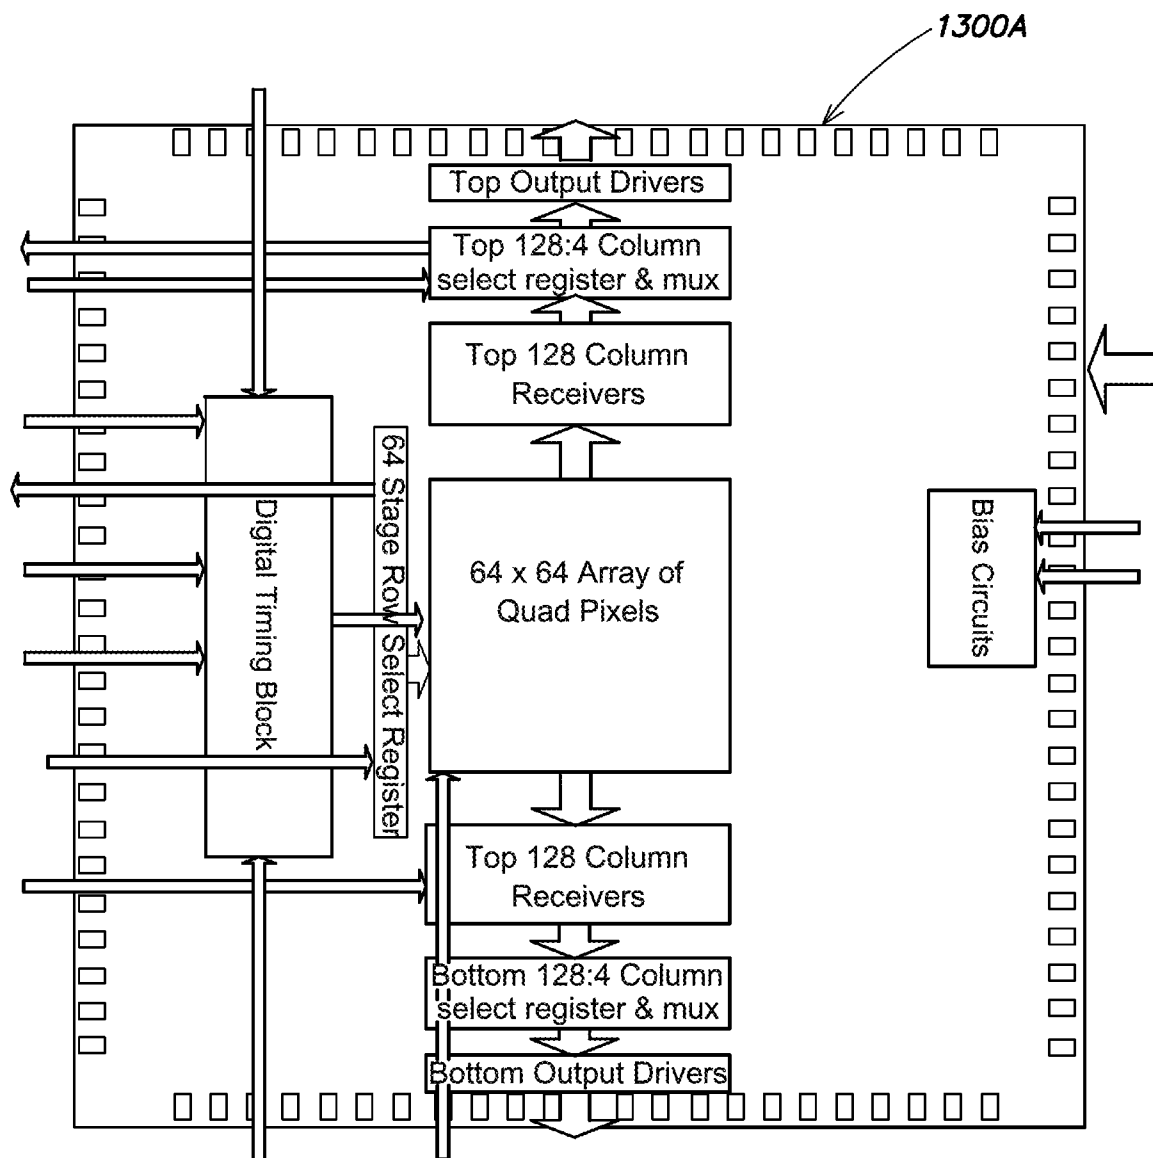 1300A
Top Output Drivers
Top 128:4 Column
select register & mux
Top 128 Column
Receivers
64 Stage Row Select Register
Digital Timing Block
64 x 64 Array of
Quad Pixels
Bias Circuits
Top 128 Column
Receivers
Bottom 128:4 Column
select register & mux
Bottom Output Drivers